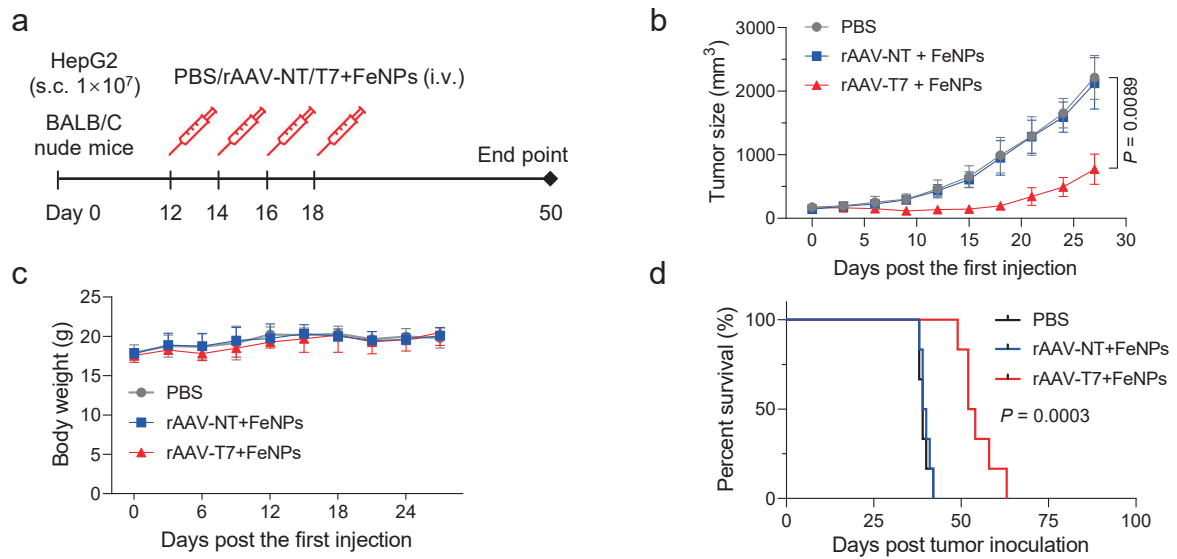 a
HepG2
(s.c. 1×10⁷)
PBS/rAAV-NT/T7+FeNPs (i.v.)
BALB/C
nude mice
End point
Day 0
12
14
16
18
50
b
PBS
rAAV-NT + FeNPs
rAAV-T7 + FeNPs
Tumor size (mm³)
3000
2000
1000
0
0
5
10
15
20
25
30
Days post the first injection
P = 0.0089
c
Body weight (g)
25
20
15
10
5
0
PBS
rAAV-NT+FeNPs
rAAV-T7+FeNPs
0
6
12
18
24
Days post the first injection
d
Percent survival (%)
100
50
0
PBS
rAAV-NT+FeNPs
rAAV-T7+FeNPs
P = 0.0003
0
25
50
75
100
Days post tumor inoculation